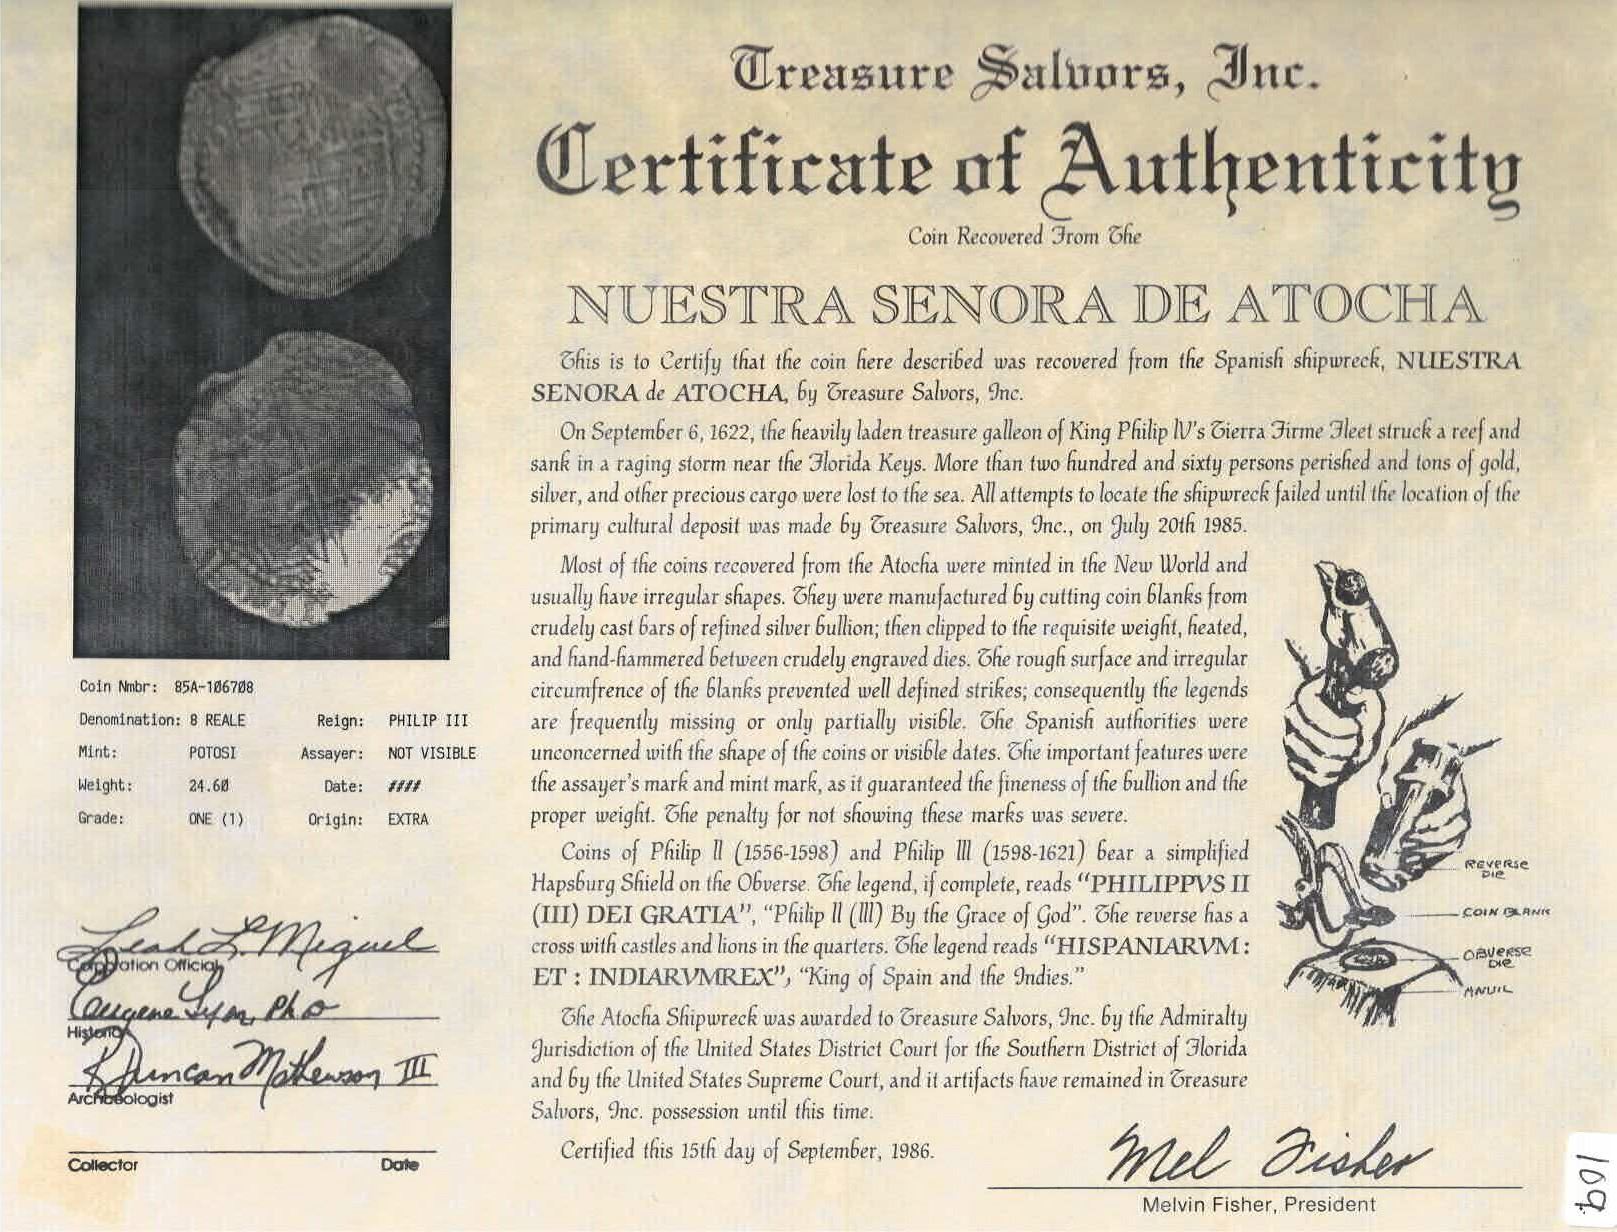 Treasure Salvors, Inc.
Certificate of Authenticity
Coin Recovered From The
NUESTRA SENORA DE ATOCHA
This is to Certify that the coin here described was recovered from the Spanish shipwreck, NUESTRA
SENORA de ATOCHA, by Treasure Salvors, Inc.
On September 6, 1622, the heavily laden treasure galleon of King Philip IV's Tierra Firme Fleet struck a reef and
sank in a raging storm near the Florida Keys. More than two hundred and sixty persons perished and tons of gold,
silver, and other precious cargo were lost to the sea. All attempts to locate the shipwreck failed until the location of the
primary cultural deposit was made by Treasure Salvors, Inc., on July 20th 1985.
Most of the coins recovered from the Atocha were minted in the New World and
usually have irregular shapes. They were manufactured by cutting coin blanks from
crudely cast bars of refined silver bullion; then clipped to the requisite weight, heated,
and hand-hammered between crudely engraved dies. The rough surface and irregular
circumfrence of the blanks prevented well defined strikes; consequently the legends
are frequently missing or only partially visible. The Spanish authorities were
unconcerned with the shape of the coins or visible dates. The important features were
the assayer's mark and mint mark, as it guaranteed the fineness of the bullion and the
proper weight. The penalty for not showing these marks was severe.
Coins of Philip II (1556-1598) and Philip III (1598-1621) bear a simplified
Hapsburg Shield on the Obverse. The legend, if complete, reads "PHILIPPVS II
(III) DEI GRATIA", "Philip II (III) By the Grace of God". The reverse has a
cross with castles and lions in the quarters. The legend reads "HISPANIARVM :
ET : INDIARVMREX", "King of Spain and the Indies."
The Atocha Shipwreck was awarded to Treasure Salvors, Inc. by the Admiralty
Jurisdiction of the United States District Court for the Southern District of Florida
and by the United States Supreme Court, and it artifacts have remained in Treasure
Salvors, Inc. possession until this time.
Certified this 15th day of September, 1986.
REVERSE
DIE
COIN BLANK
OBVERSE
DIE
ANVIL
Mel Fisher
Melvin Fisher, President
Coin Nmbr: 85A-106708
Denomination: 8 REALE Reign: PHILIP III
Mint: POTOSI Assayer: NOT VISIBLE
Weight: 24.60 Date: ####
Grade: ONE (1) Origin: EXTRA
Leah L. Miguel
Corporation Official
Eugene Lyon, PhD
Historian
R Duncan Mathewson III
Archaeologist
Collector Date
109